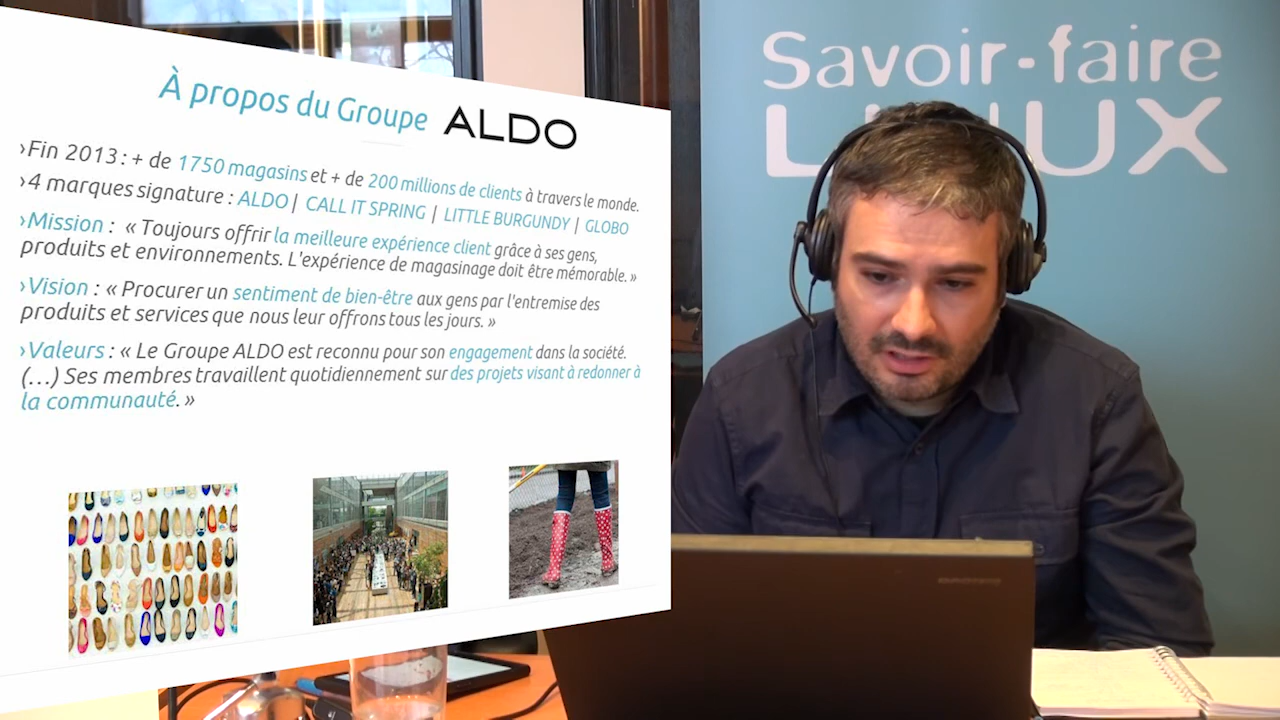 À propos du Groupe ALDO
›Fin 2013 : + de 1750 magasins et + de 200 millions de clients à travers le monde.
›4 marques signature : ALDO | CALL IT SPRING | LITTLE BURGUNDY | GLOBO
›Mission : « Toujours offrir la meilleure expérience client grâce à ses gens,
produits et environnements. L'expérience de magasinage doit être mémorable. »
›Vision : « Procurer un sentiment de bien-être aux gens par l'entremise des
produits et services que nous leur offrons tous les jours. »
›Valeurs : « Le Groupe ALDO est reconnu pour son engagement dans la société.
(…) Ses membres travaillent quotidiennement sur des projets visant à redonner à
la communauté. »
Savoir-faire
LINUX